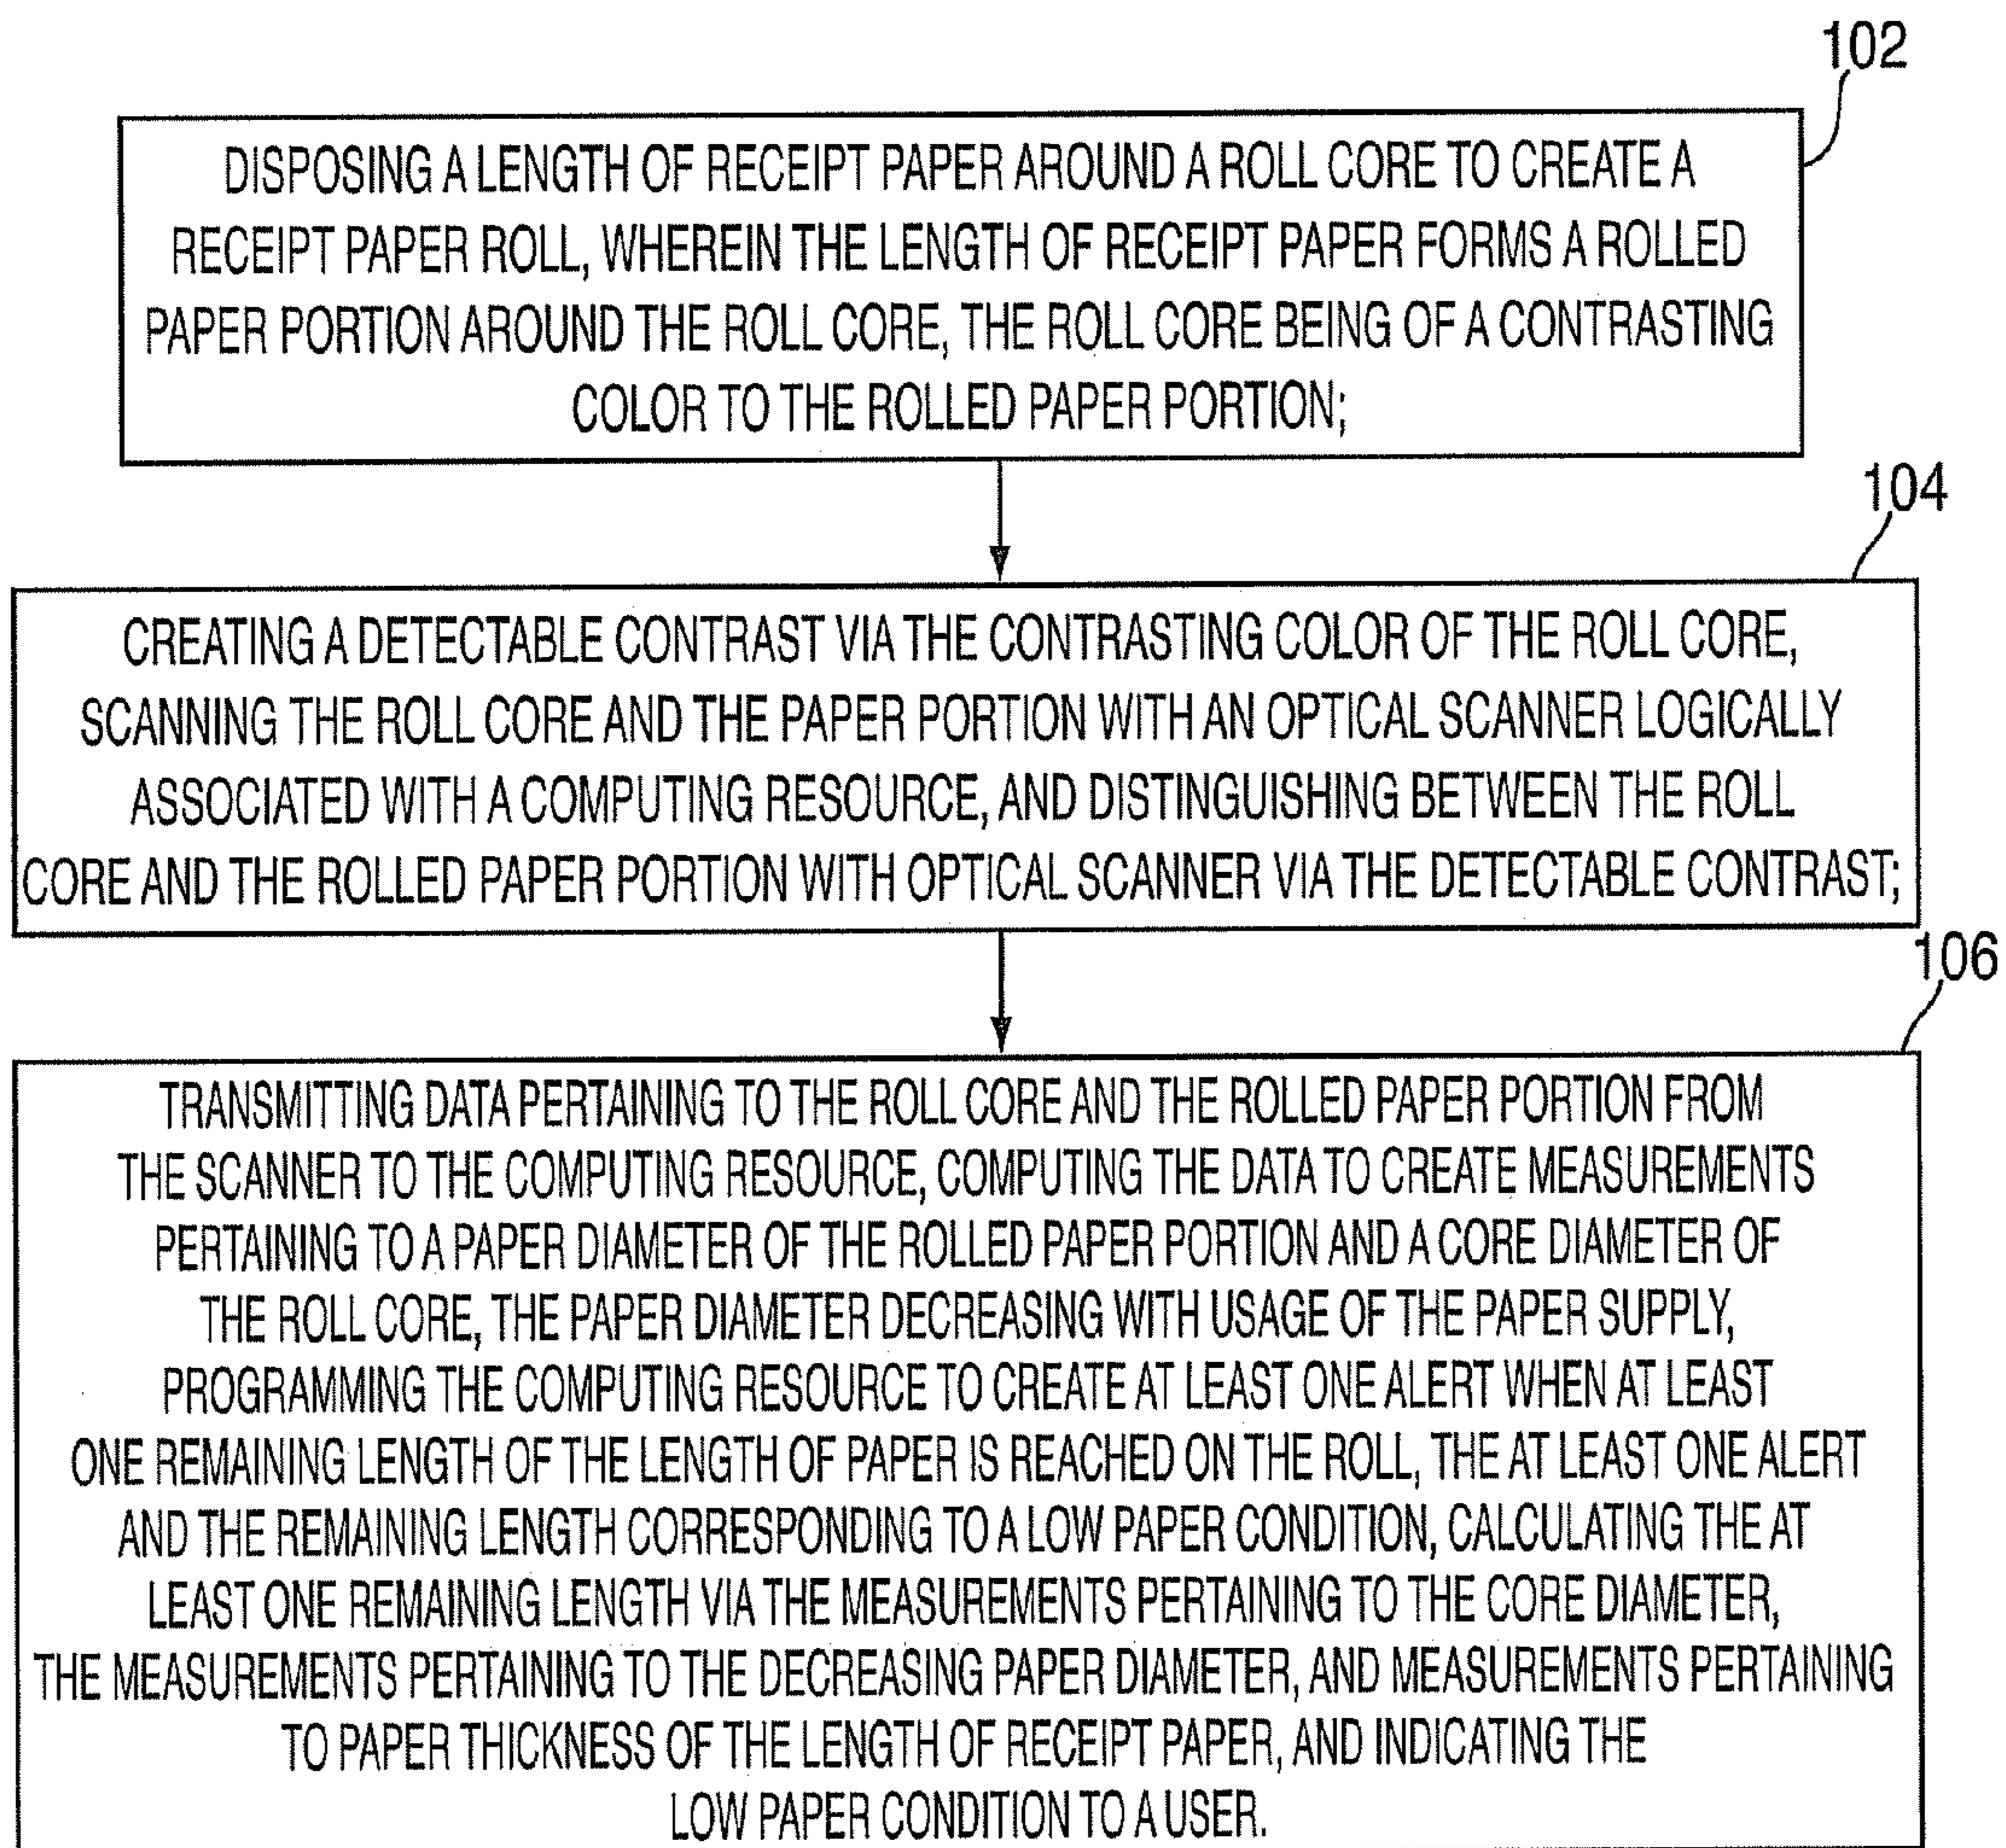 102
DISPOSING A LENGTH OF RECEIPT PAPER AROUND A ROLL CORE TO CREATE A
RECEIPT PAPER ROLL, WHEREIN THE LENGTH OF RECEIPT PAPER FORMS A ROLLED
PAPER PORTION AROUND THE ROLL CORE, THE ROLL CORE BEING OF A CONTRASTING
COLOR TO THE ROLLED PAPER PORTION;
104
CREATING A DETECTABLE CONTRAST VIA THE CONTRASTING COLOR OF THE ROLL CORE,
SCANNING THE ROLL CORE AND THE PAPER PORTION WITH AN OPTICAL SCANNER LOGICALLY
ASSOCIATED WITH A COMPUTING RESOURCE, AND DISTINGUISHING BETWEEN THE ROLL
CORE AND THE ROLLED PAPER PORTION WITH OPTICAL SCANNER VIA THE DETECTABLE CONTRAST;
106
TRANSMITTING DATA PERTAINING TO THE ROLL CORE AND THE ROLLED PAPER PORTION FROM
THE SCANNER TO THE COMPUTING RESOURCE, COMPUTING THE DATA TO CREATE MEASUREMENTS
PERTAINING TO A PAPER DIAMETER OF THE ROLLED PAPER PORTION AND A CORE DIAMETER OF
THE ROLL CORE, THE PAPER DIAMETER DECREASING WITH USAGE OF THE PAPER SUPPLY,
PROGRAMMING THE COMPUTING RESOURCE TO CREATE AT LEAST ONE ALERT WHEN AT LEAST
ONE REMAINING LENGTH OF THE LENGTH OF PAPER IS REACHED ON THE ROLL, THE AT LEAST ONE ALERT
AND THE REMAINING LENGTH CORRESPONDING TO A LOW PAPER CONDITION, CALCULATING THE AT
LEAST ONE REMAINING LENGTH VIA THE MEASUREMENTS PERTAINING TO THE CORE DIAMETER,
THE MEASUREMENTS PERTAINING TO THE DECREASING PAPER DIAMETER, AND MEASUREMENTS PERTAINING
TO PAPER THICKNESS OF THE LENGTH OF RECEIPT PAPER, AND INDICATING THE
LOW PAPER CONDITION TO A USER.